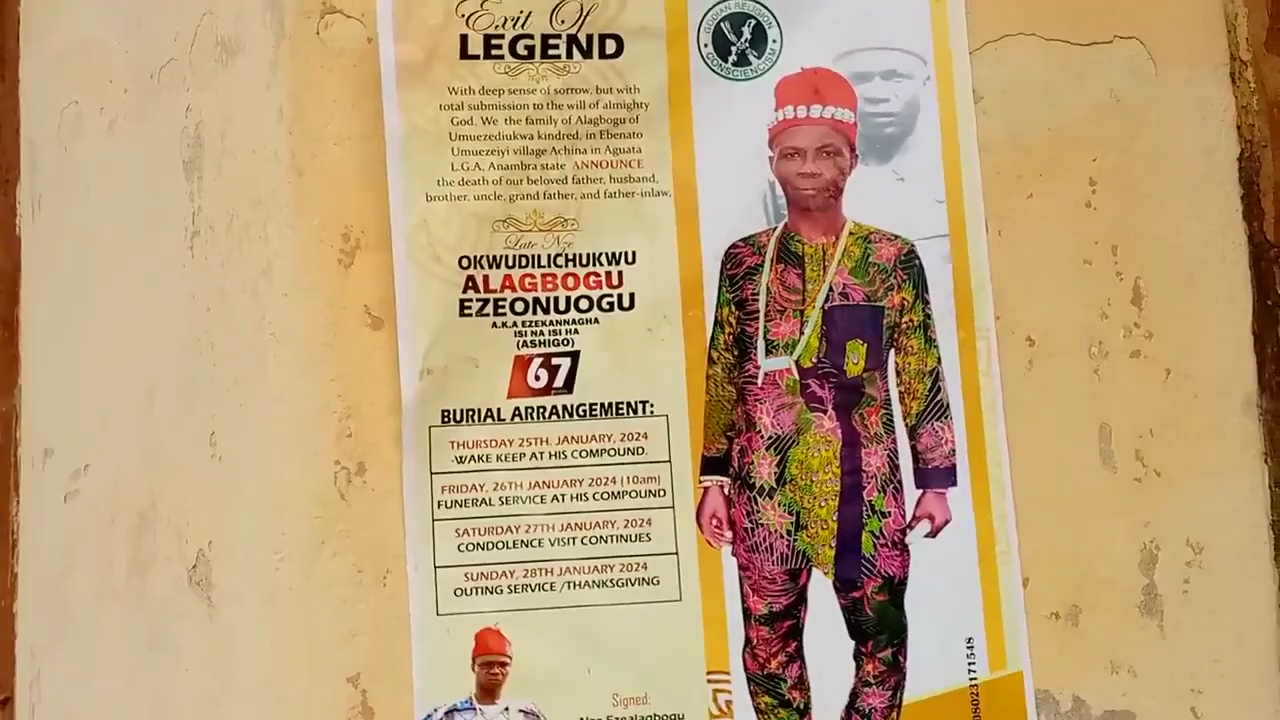 Exit Of
LEGEND
With deep sense of sorrow, but with
total submission to the will of almighty
God, We the family of Alagbogu of
Umuezediukwa kindred, in Ebenato
Umuezeiyi village Achina in Aguata
L.G.A, Anambra state ANNOUNCE
the death of our beloved father, husband,
brother, uncle, grand father, and father-inlaw,
Late Nze
OKWUDILICHUKWU
ALAGBOGU
EZEONUOGU
A.K.A EZEKANNAGHA
ISI NA ISI HA
(ASHIGO)
67
BURIAL ARRANGEMENT:
THURSDAY 25TH. JANUARY, 2024
-WAKE KEEP AT HIS COMPOUND.
FRIDAY, 26TH JANUARY 2024 (10am)
FUNERAL SERVICE AT HIS COMPOUND
SATURDAY 27TH JANUARY, 2024
CONDOLENCE VISIT CONTINUES
SUNDAY, 28TH JANUARY 2024
OUTING SERVICE /THANKSGIVING
Signed:
Nze Ezealagbogu
GODIAN RELIGION
CONSCIENCISM
08023171548